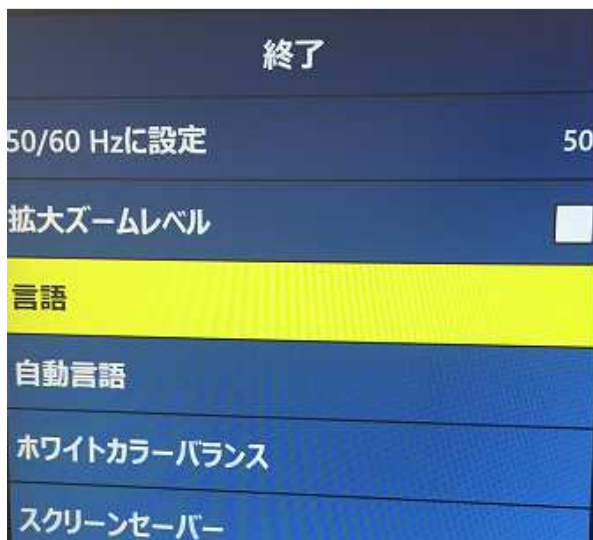 終了
50/60 Hzに設定 50
拡大ズームレベル
言語
自動言語
ホワイトカラーバランス
スクリーンセーバー